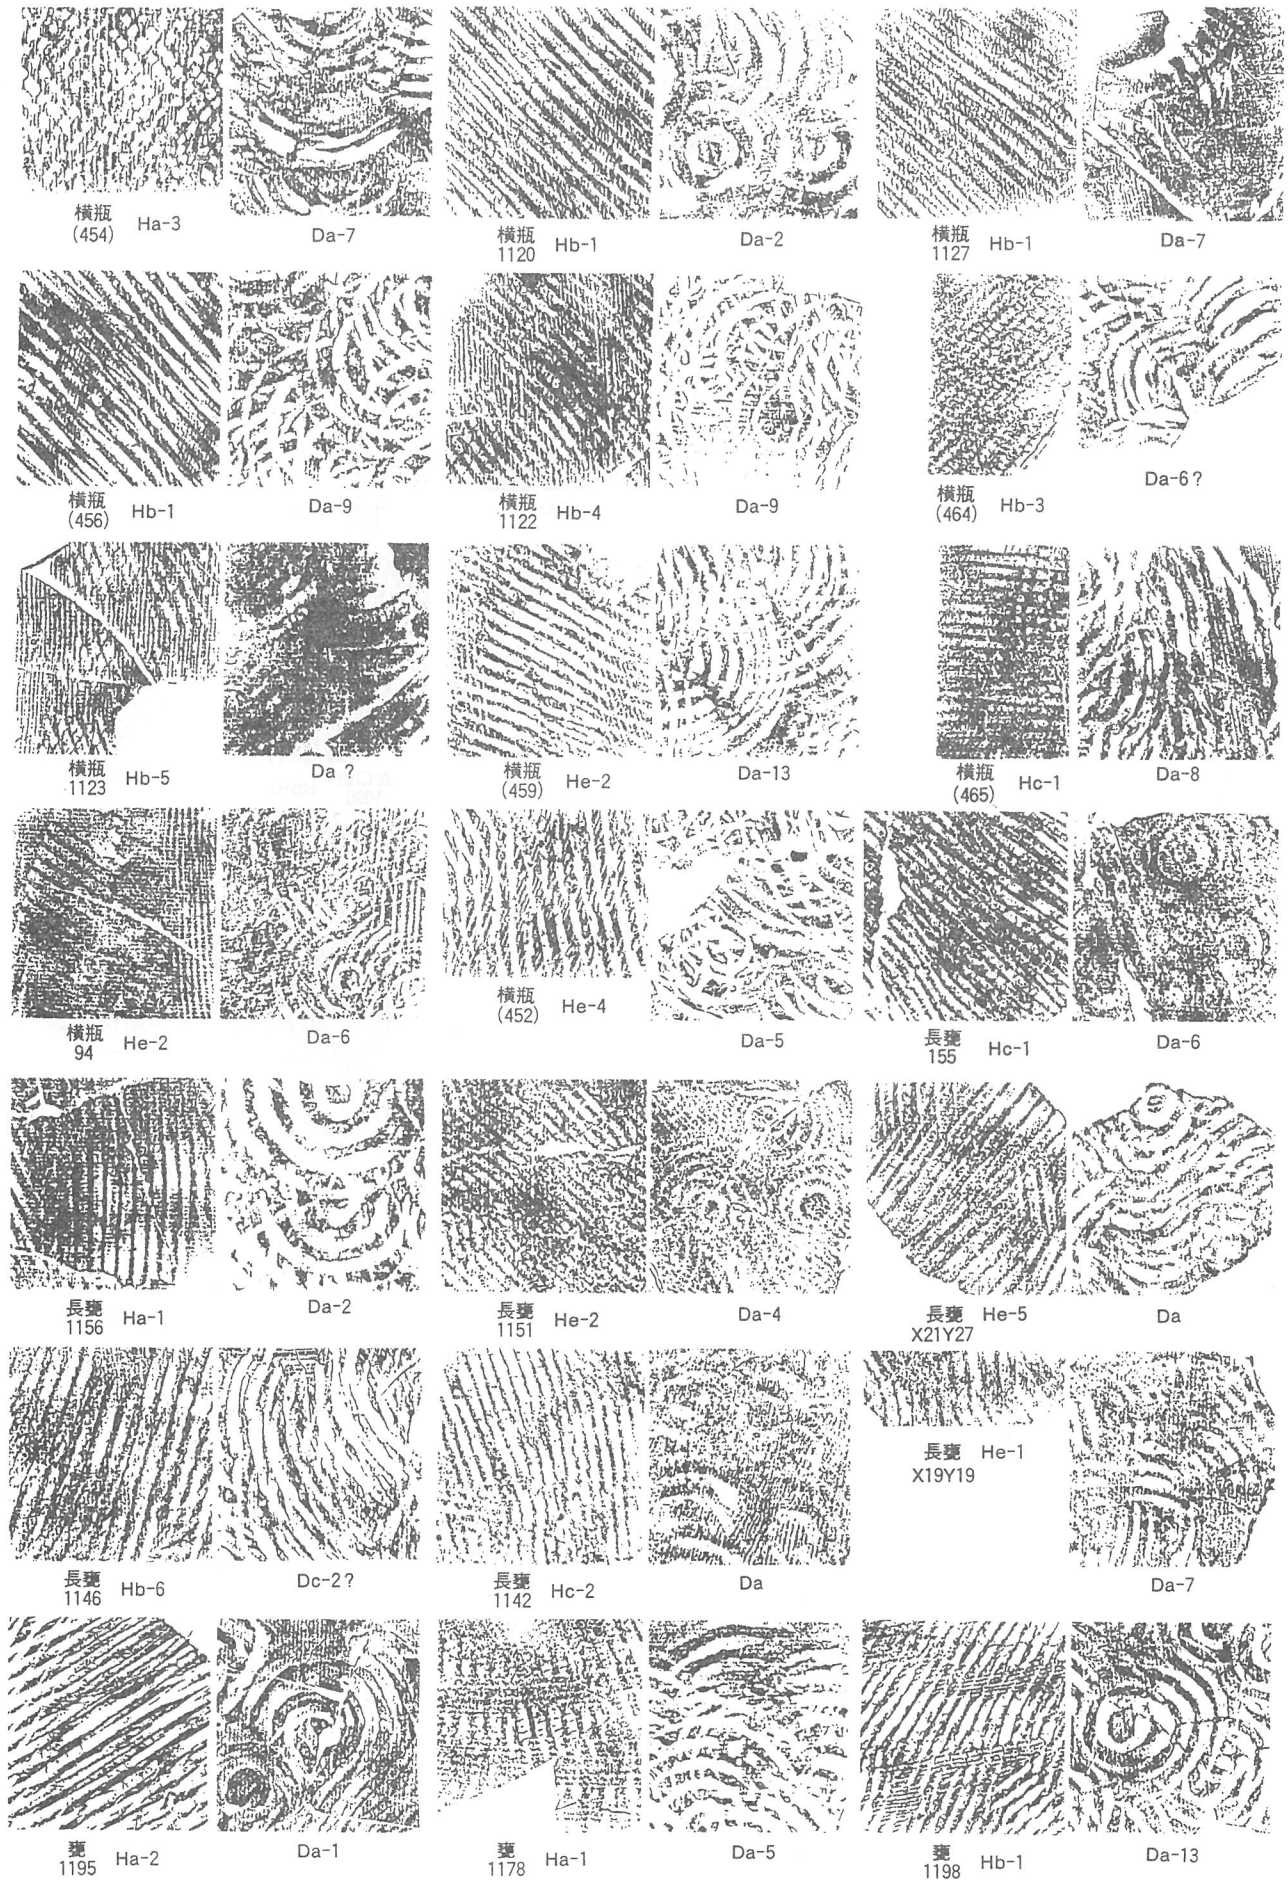 横瓶 Ha-3
(454)
Da-7
横瓶 Hb-1
1120
Da-2
横瓶 Hb-1
1127
Da-7
横瓶 Hb-1
(456)
Da-9
横瓶 Hb-4
1122
Da-9
横瓶 Hb-3
(464)
Da-6?
横瓶 Hb-5
1123
Da ?
横瓶 He-2
(459)
Da-13
横瓶 Hc-1
(465)
Da-8
横瓶 He-2
94
Da-6
横瓶 He-4
(452)
Da-5
長甕 Hc-1
155
Da-6
長甕 Ha-1
1156
Da-2
長甕 He-2
1151
Da-4
長甕 He-5
X21Y27
Da
長甕 Hb-6
1146
Dc-2?
長甕 Hc-2
1142
Da
長甕 He-1
X19Y19
Da-7
甕 Ha-2
1195
Da-1
甕 Ha-1
1178
Da-5
甕 Hb-1
1198
Da-13